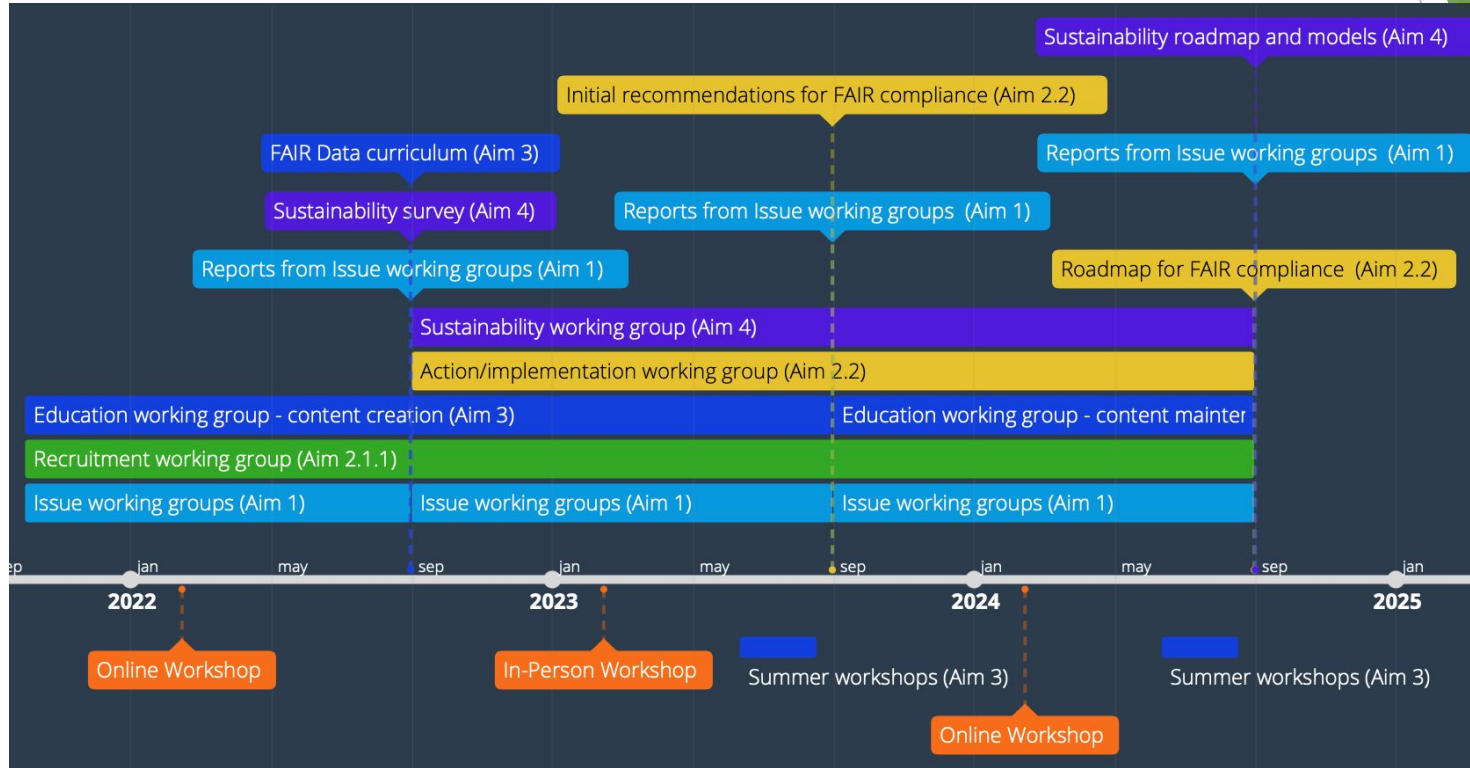 Sustainability roadmap and models (Aim 4)
Initial recommendations for FAIR compliance (Aim 2.2)
FAIR Data curriculum (Aim 3)
Reports from Issue working groups  (Aim 1)
Sustainability survey (Aim 4)
Reports from Issue working groups  (Aim 1)
Reports from Issue working groups (Aim 1)
Roadmap for FAIR compliance  (Aim 2.2)
Sustainability working group (Aim 4)
Action/implementation working group (Aim 2.2)
Education working group - content creation (Aim 3)
Education working group - content mainter
Recruitment working group (Aim 2.1.1)
Issue working groups (Aim 1)
Issue working groups (Aim 1)
Issue working groups (Aim 1)
ep
jan
may
sep
jan
may
sep
jan
may
sep
jan
2022
2023
2024
2025
Online Workshop
In-Person Workshop
Summer workshops (Aim 3)
Summer workshops (Aim 3)
Online Workshop